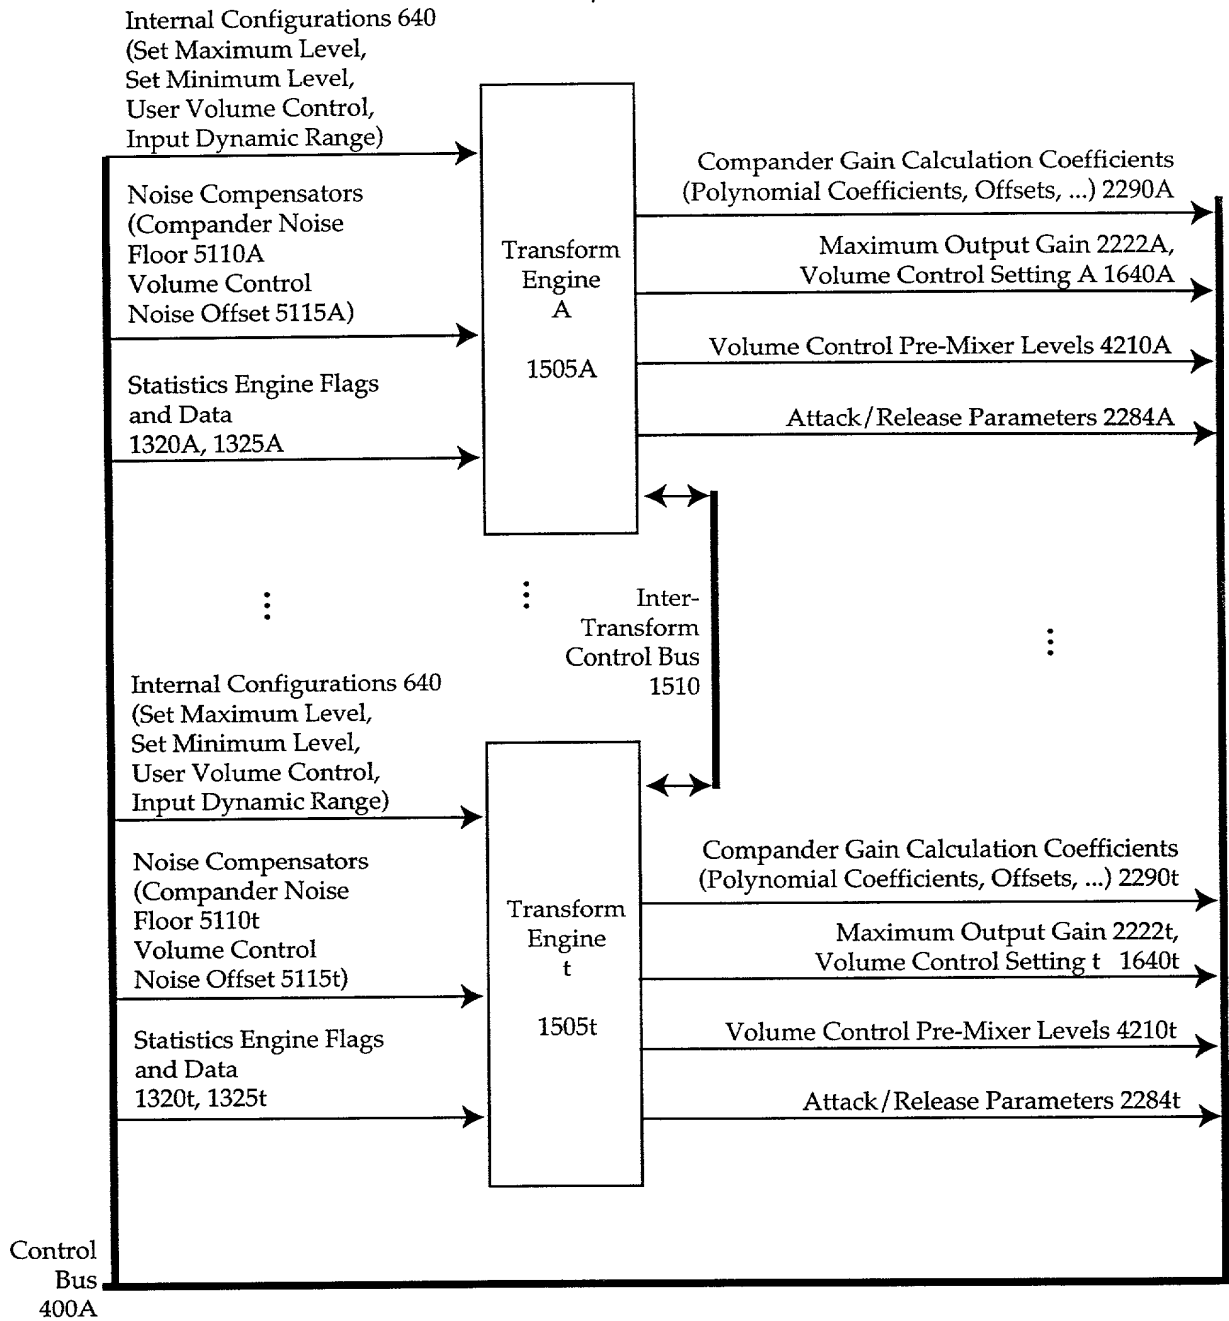 Internal Configurations 640
(Set Maximum Level,
Set Minimum Level,
User Volume Control,
Input Dynamic Range)
Noise Compensators
(Compander Noise
Floor 5110A
Volume Control
Noise Offset 5115A)
Statistics Engine Flags
and Data
1320A, 1325A
Transform
Engine
A
1505A
Compander Gain Calculation Coefficients
(Polynomial Coefficients, Offsets, ...) 2290A
Maximum Output Gain 2222A,
Volume Control Setting A 1640A
Volume Control Pre-Mixer Levels 4210A
Attack/Release Parameters 2284A
Inter-
Transform
Control Bus
1510
Internal Configurations 640
(Set Maximum Level,
Set Minimum Level,
User Volume Control,
Input Dynamic Range)
Noise Compensators
(Compander Noise
Floor 5110t
Volume Control
Noise Offset 5115t)
Statistics Engine Flags
and Data
1320t, 1325t
Transform
Engine
t
1505t
Compander Gain Calculation Coefficients
(Polynomial Coefficients, Offsets, ...) 2290t
Maximum Output Gain 2222t,
Volume Control Setting t 1640t
Volume Control Pre-Mixer Levels 4210t
Attack/Release Parameters 2284t
Control
Bus
400A